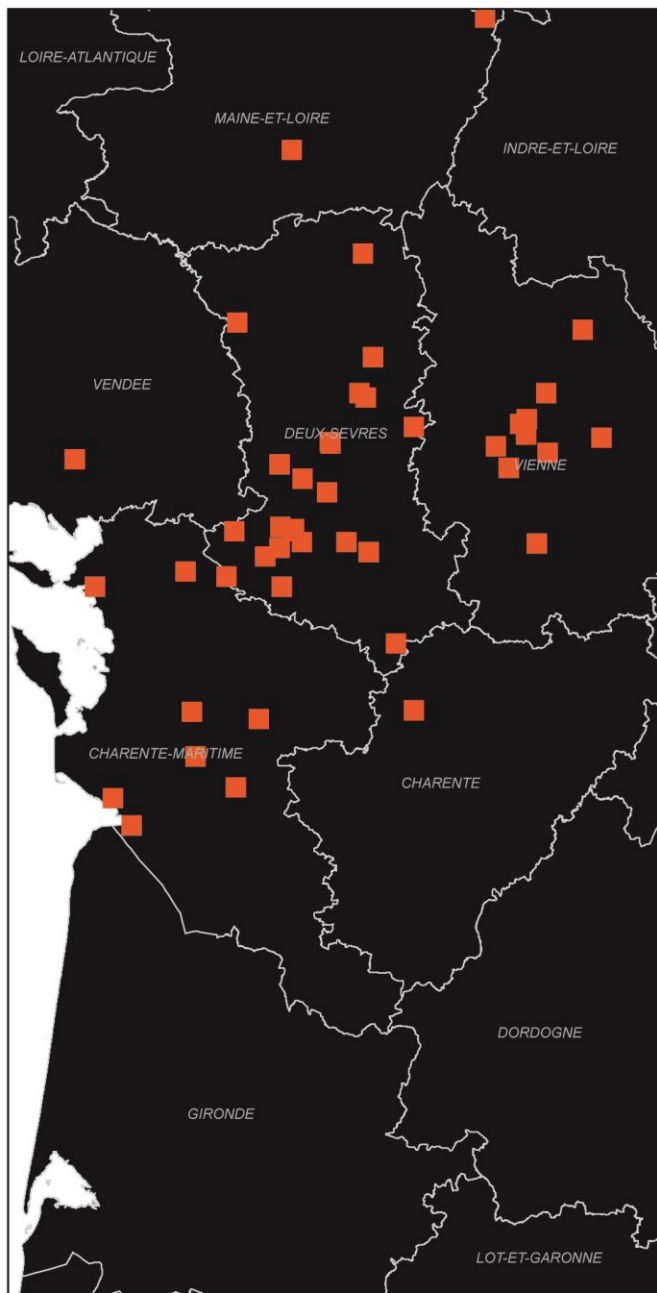 LOIRE-ATLANTIQUE
MAINE-ET-LOIRE
INDRE-ET-LOIRE
VENDEE
DEUX-SEVRES
VIENNE
CHARENTE-MARITIME
CHARENTE
DORDOGNE
GIRONDE
LOT-ET-GARONNE